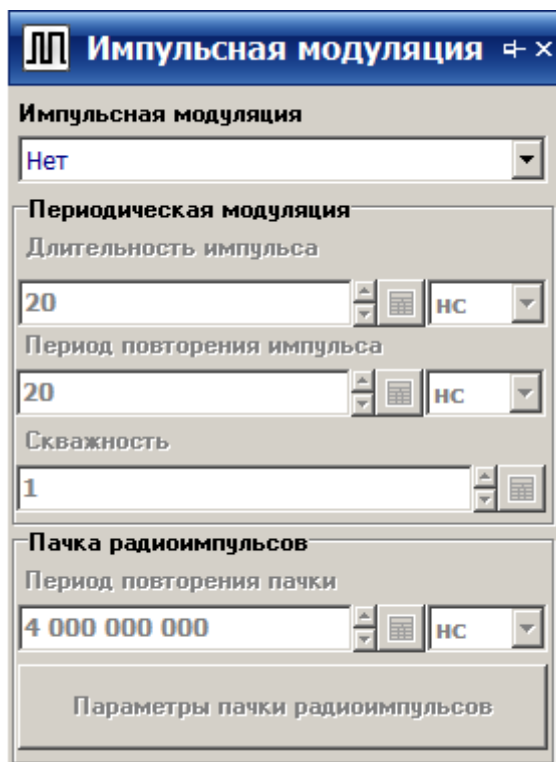 Импульсная модуляция
Импульсная модуляция
Нет
Периодическая модуляция
Длительность импульса
20 нс
Период повторения импульса
20 нс
Скважность
1
Пачка радиоимпульсов
Период повторения пачки
4 000 000 000 нс
Параметры пачки радиоимпульсов